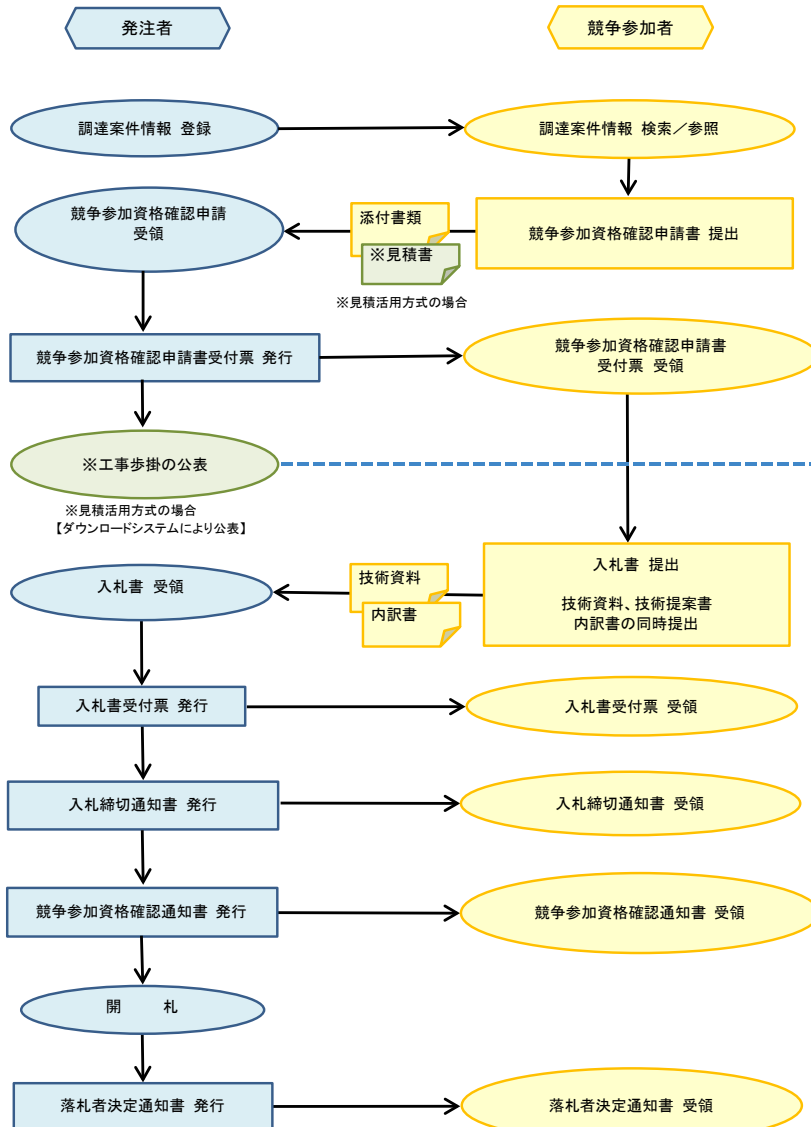 発注者
競争参加者
調達案件情報 登録
調達案件情報 検索／参照
競争参加資格確認申請
受領
添付書類
※見積書
競争参加資格確認申請書 提出
※見積活用方式の場合
競争参加資格確認申請書受付票 発行
競争参加資格確認申請書
受付票 受領
※工事歩掛の公表
※見積活用方式の場合
【ダウンロードシステムにより公表】
入札書 受領
技術資料
内訳書
入札書 提出
技術資料、技術提案書
内訳書の同時提出
入札書受付票 発行
入札書受付票 受領
入札締切通知書 発行
入札締切通知書 受領
競争参加資格確認通知書 発行
競争参加資格確認通知書 受領
開　　札
落札者決定通知書 発行
落札者決定通知書 受領